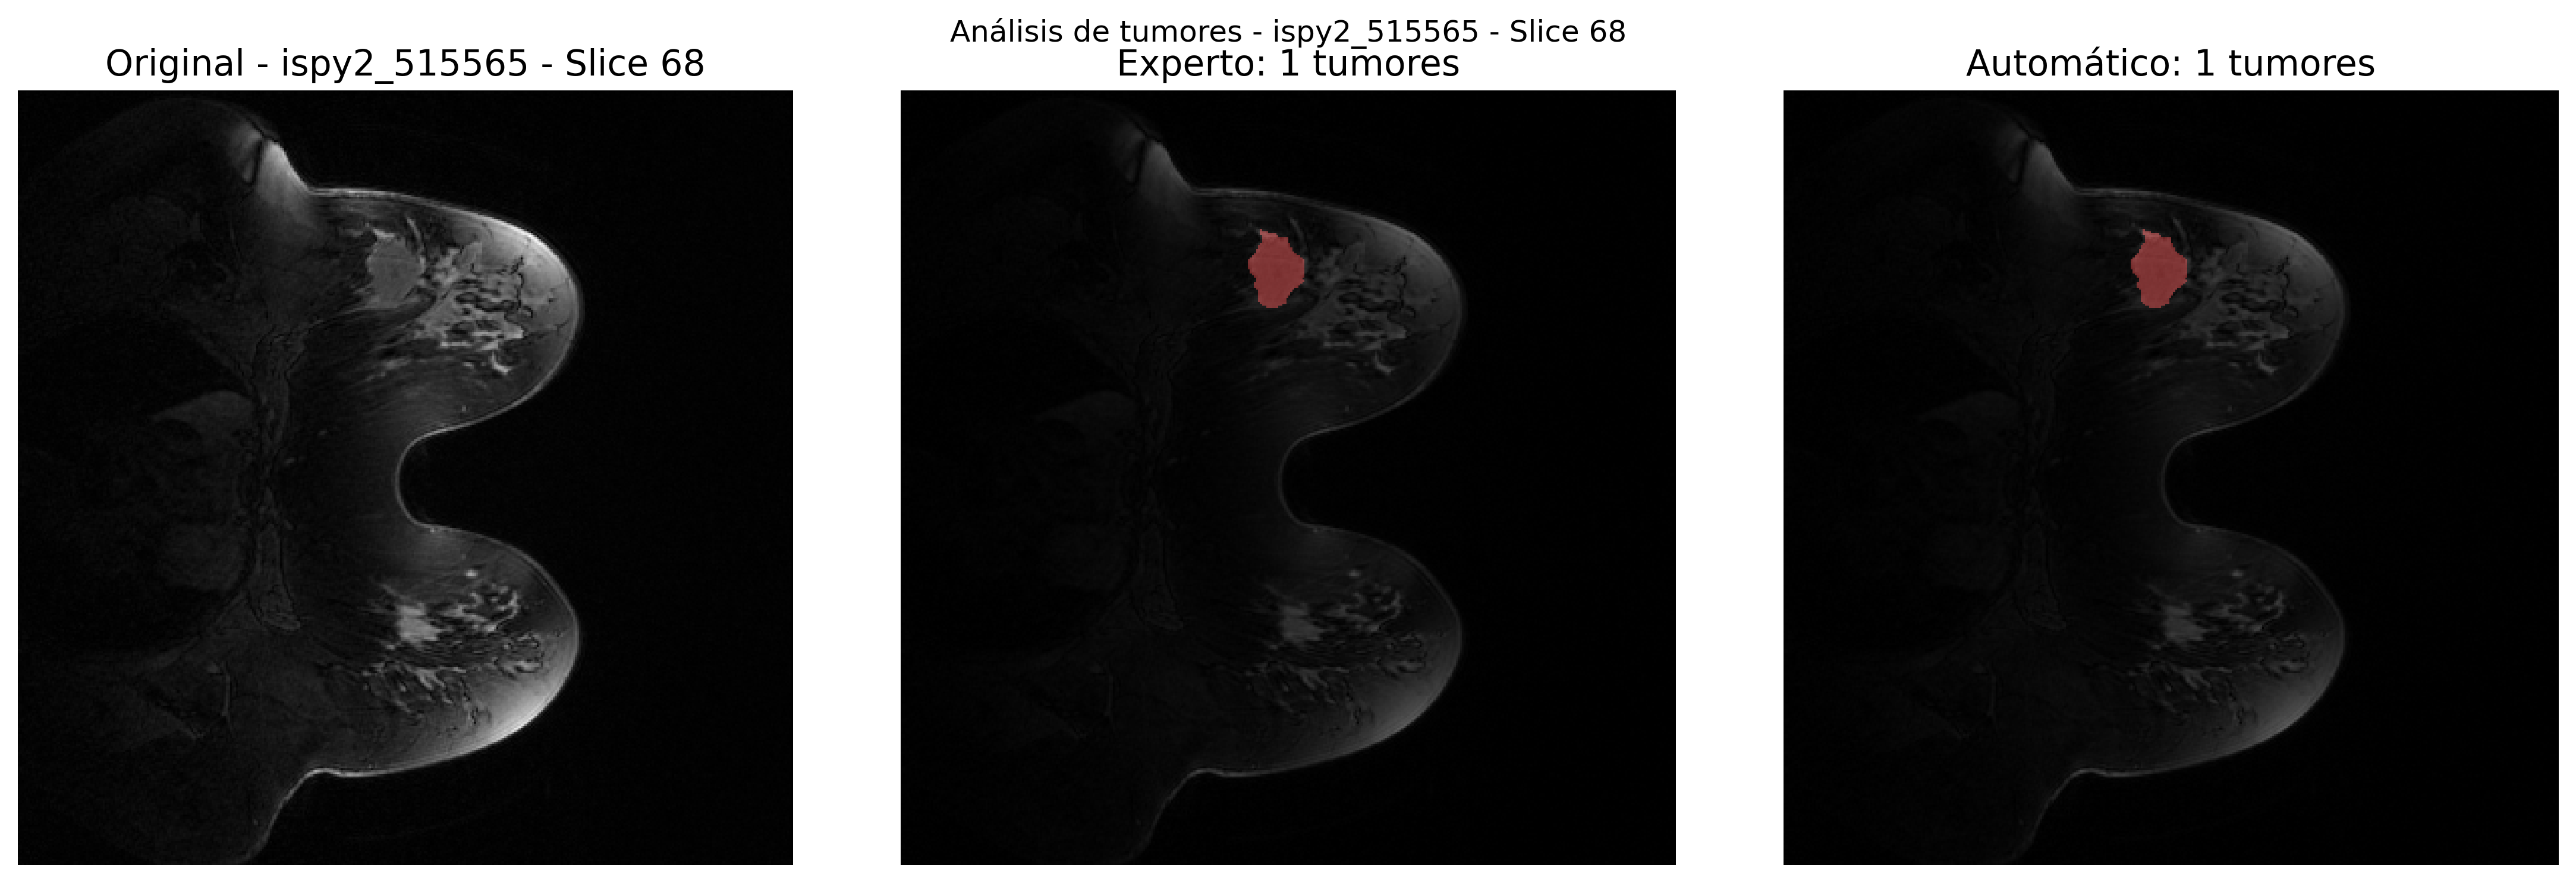 Análisis de tumores - ispy2_515565 - Slice 68
Original - ispy2_515565 - Slice 68
Experto: 1 tumores
Automático: 1 tumores